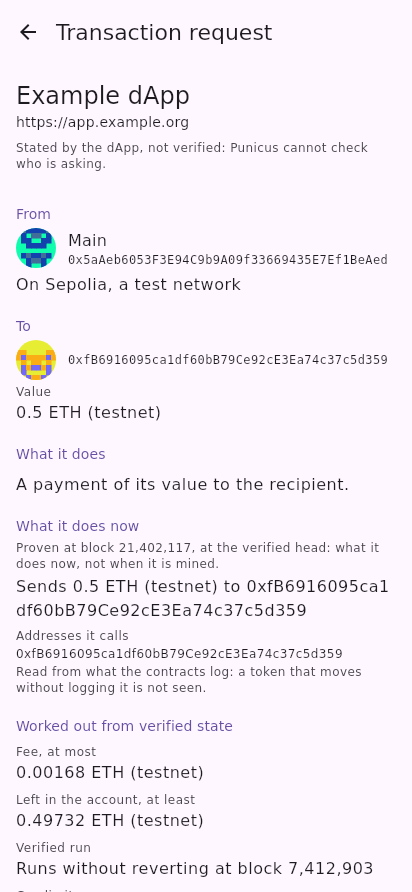 Transaction request
Example dApp
https://app.example.org
Stated by the dApp, not verified: Punicus cannot check
who is asking.
From
Main
0x5aAeb6053F3E94C9b9A09f33669435E7Ef1BeAed
On Sepolia, a test network
To
0xfB6916095ca1df60bB79Ce92cE3Ea74c37c5d359
Value
0.5 ETH (testnet)
What it does
A payment of its value to the recipient.
What it does now
Proven at block 21,402,117, at the verified head: what it
does now, not when it is mined.
Sends 0.5 ETH (testnet) to 0xfB6916095ca1
df60bB79Ce92cE3Ea74c37c5d359
Addresses it calls
0xfB6916095ca1df60bB79Ce92cE3Ea74c37c5d359
Read from what the contracts log: a token that moves
without logging it is not seen.
Worked out from verified state
Fee, at most
0.00168 ETH (testnet)
Left in the account, at least
0.49732 ETH (testnet)
Verified run
Runs without reverting at block 7,412,903